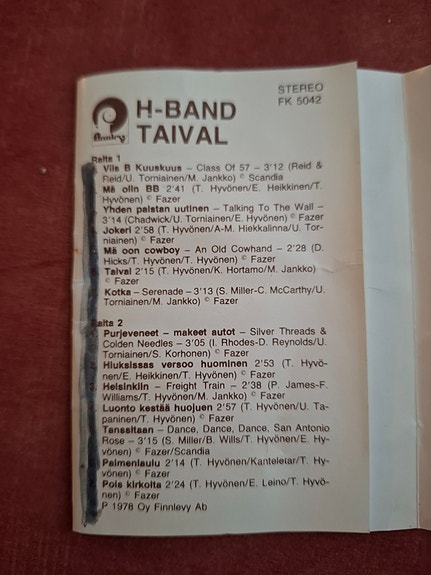 STEREO
FK 5042
Finnlevy
H-BAND
TAIVAL
Raita 1
Viis B Kuuskuus – Class Of 57 – 3'12 (Reid &
Reid/U. Torniainen/M. Jankko) © Scandia
Mä olin BB 2'41 (T. Hyvönen/E. Heikkinen/T.
Hyvönen) © Fazer
Yhden palstan uutinen – Talking To The Wall –
3'14 (Chadwick/U. Torniainen/E. Hyvönen) © Fazer
Jokeri 2'58 (T. Hyvönen/A-M. Hiekkalinna/U. Tor-
niainen) © Fazer
Mä oon cowboy – An Old Cowhand – 2'28 (D.
Hicks/T. Hyvönen/T. Hyvönen) © Fazer
Taival 2'15 (T. Hyvönen/K. Hortamo/M. Jankko)
© Fazer
Kotka – Serenade – 3'13 (S. Miller-C. McCarthy/U.
Torniainen/M. Jankko) © Fazer
Raita 2
Purjeveneet – makeet autot – Silver Threads &
Colden Needles – 3'05 (I. Rhodes-D. Reynolds/U.
Torniainen/S. Korhonen) © Fazer
Hiuksissas versoo huominen 2'53 (T. Hyvö-
nen/E. Heikkinen/T. Hyvönen) © Fazer
3. Helsinkiin – Freight Train – 2'38 (P. James-F.
Williams/T. Hyvönen/M. Jankko) © Fazer
Luonto kestää huojuen 2'57 (T. Hyvönen/U. Ta-
paninen/T. Hyvönen) © Fazer
Tanssitaan – Dance, Dance, Dance, San Antonio
Rose – 3'15 (S. Miller/B. Wills/T. Hyvönen/E. Hy-
vönen) © Fazer/Scandia
Paimenlaulu 2'14 (T. Hyvönen/Kanteletar/T. Hy-
vönen) © Fazer
Pois kirkolta 2'24 (T. Hyvönen/E. Leino/T. Hyvö-
nen) © Fazer
P 1978 Oy Finnlevy Ab